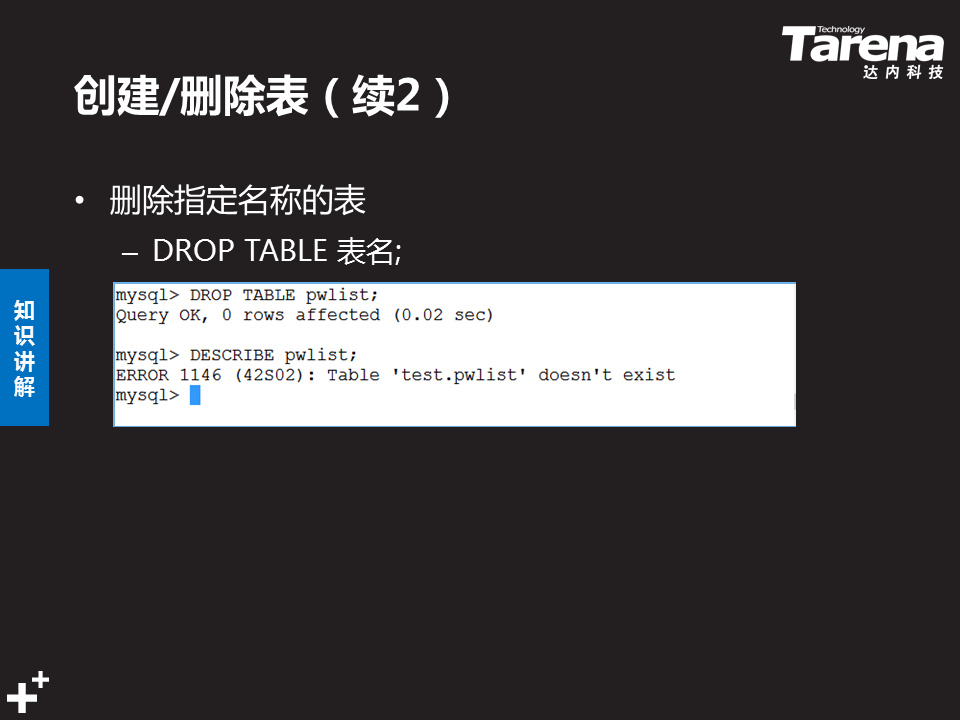 Technology
Tarena
达内科技
创建/删除表（续2）
• 删除指定名称的表
– DROP TABLE 表名;
知识讲解
mysql> DROP TABLE pwlist;
Query OK, 0 rows affected (0.02 sec)
mysql> DESCRIBE pwlist;
ERROR 1146 (42S02): Table 'test.pwlist' doesn't exist
mysql>